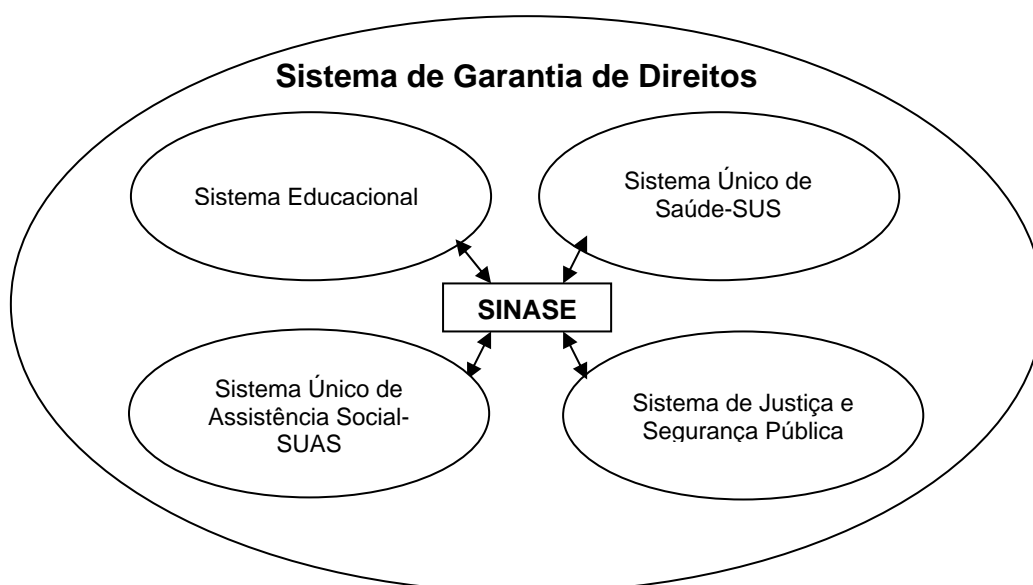 Sistema de Garantia de Direitos
Sistema Educacional
Sistema Único de
Saúde-SUS
SINASE
Sistema Único de
Assistência Social-
SUAS
Sistema de Justiça e
Segurança Pública